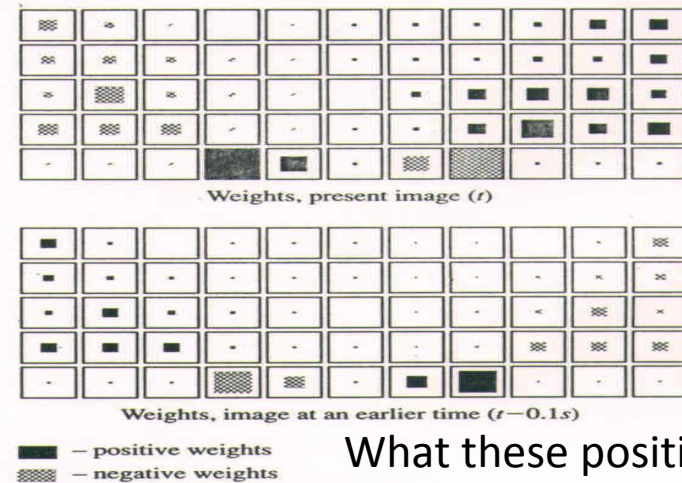 Weights, present image (t)
Weights, image at an earlier time (t−0.1s)
– positive weights
– negative weights
What these positi